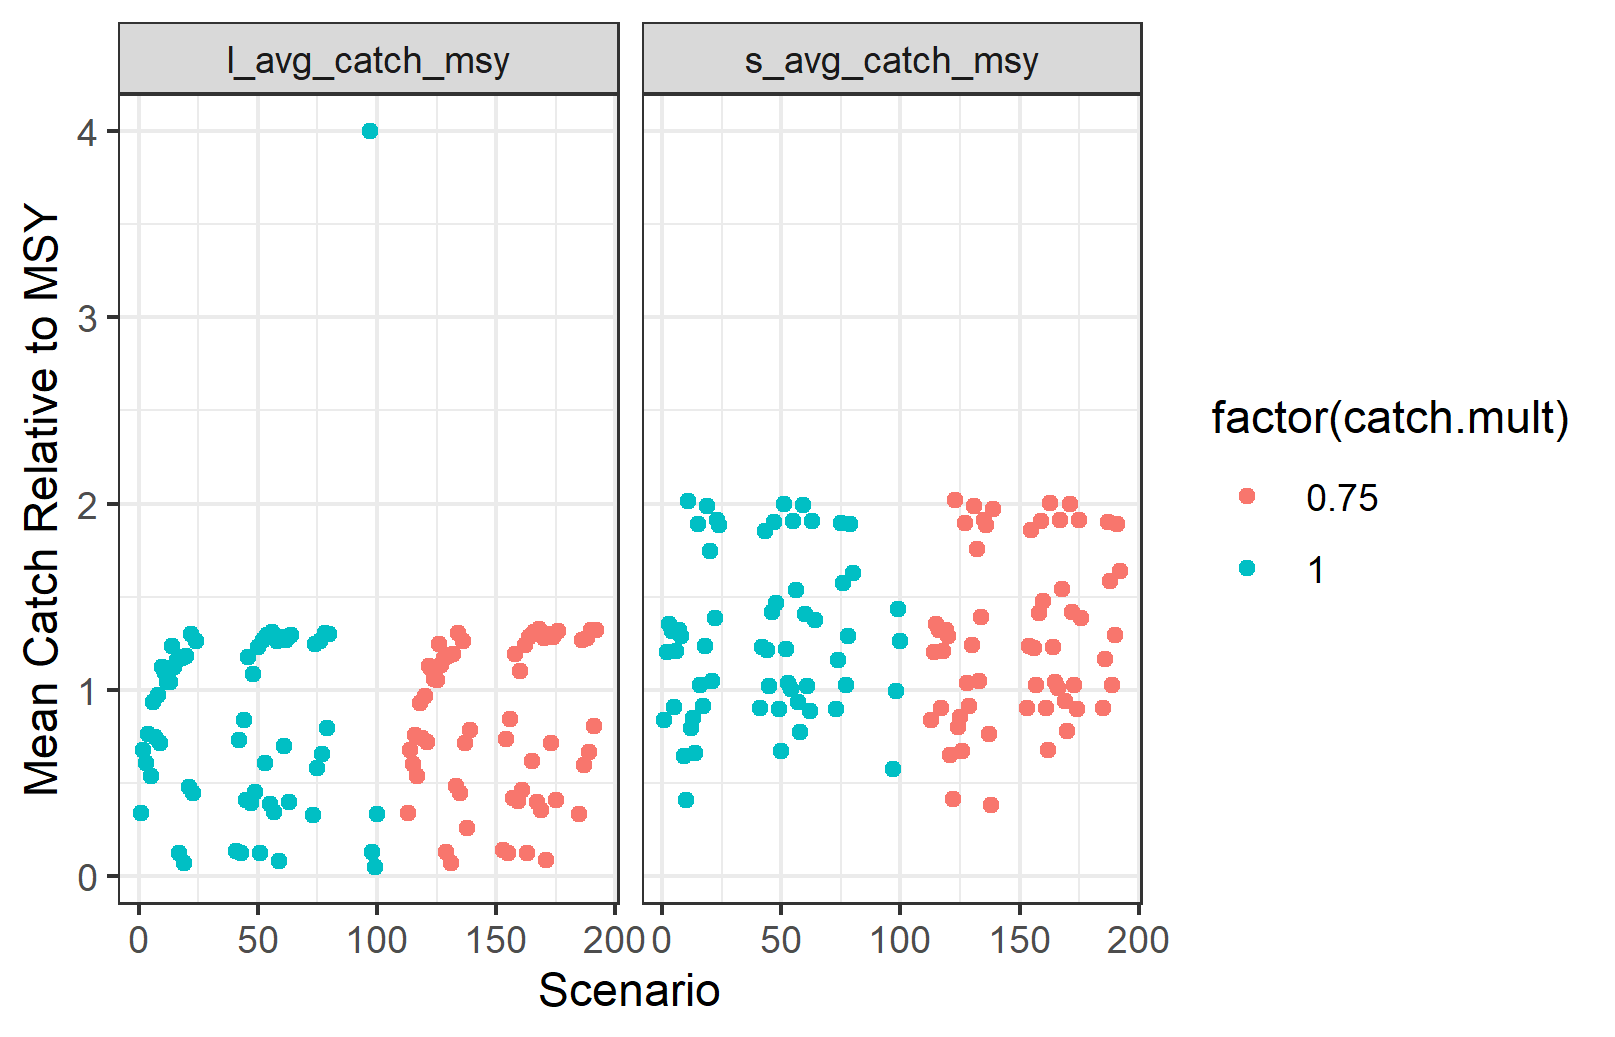 l_avg_catch_msy
s_avg_catch_msy
Mean Catch Relative to MSY
4
3
2
1
0
0 50 100 150 200
0 50 100 150 200
Scenario
factor(catch.mult)
0.75
1